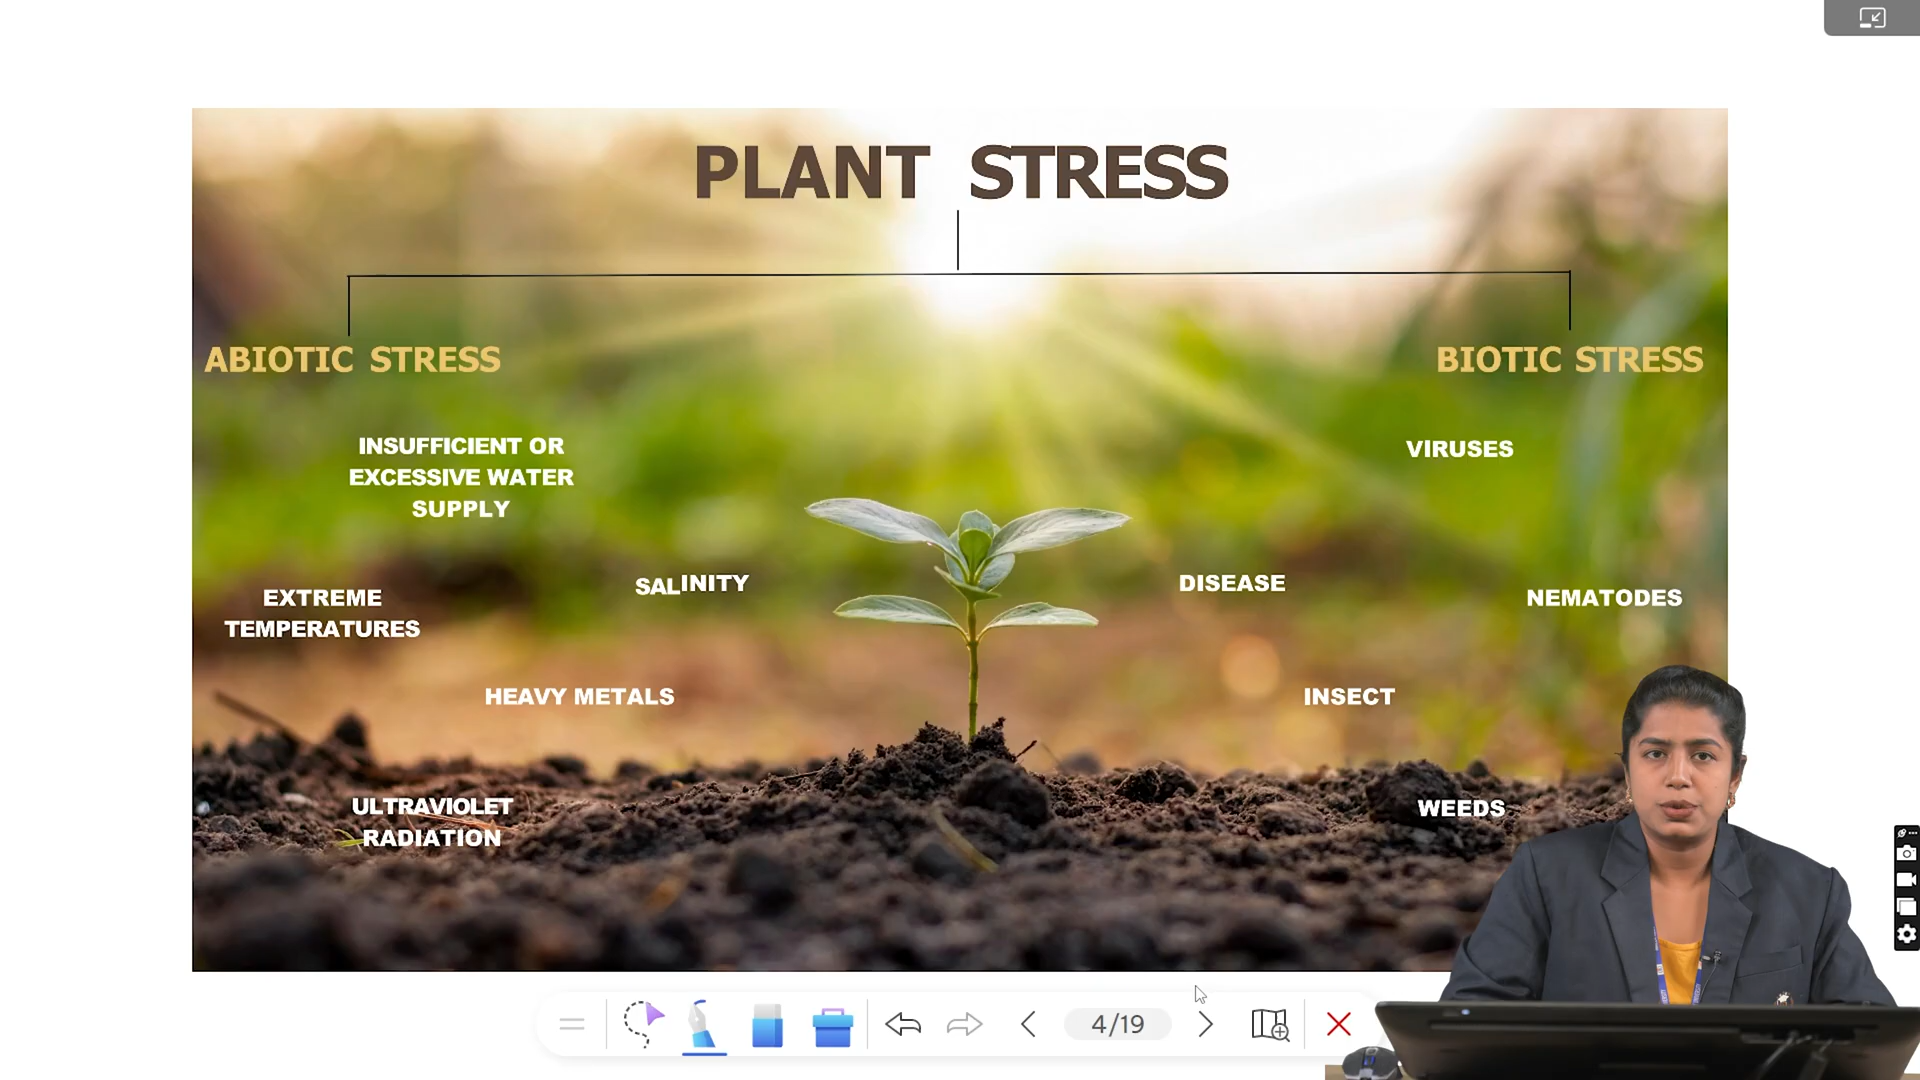 PLANT STRESS
ABIOTIC STRESS
BIOTIC STRESS
INSUFFICIENT OR
EXCESSIVE WATER
SUPPLY
VIRUSES
EXTREME
TEMPERATURES
SALINITY
DISEASE
NEMATODES
HEAVY METALS
INSECT
ULTRAVIOLET
RADIATION
WEEDS
4/19